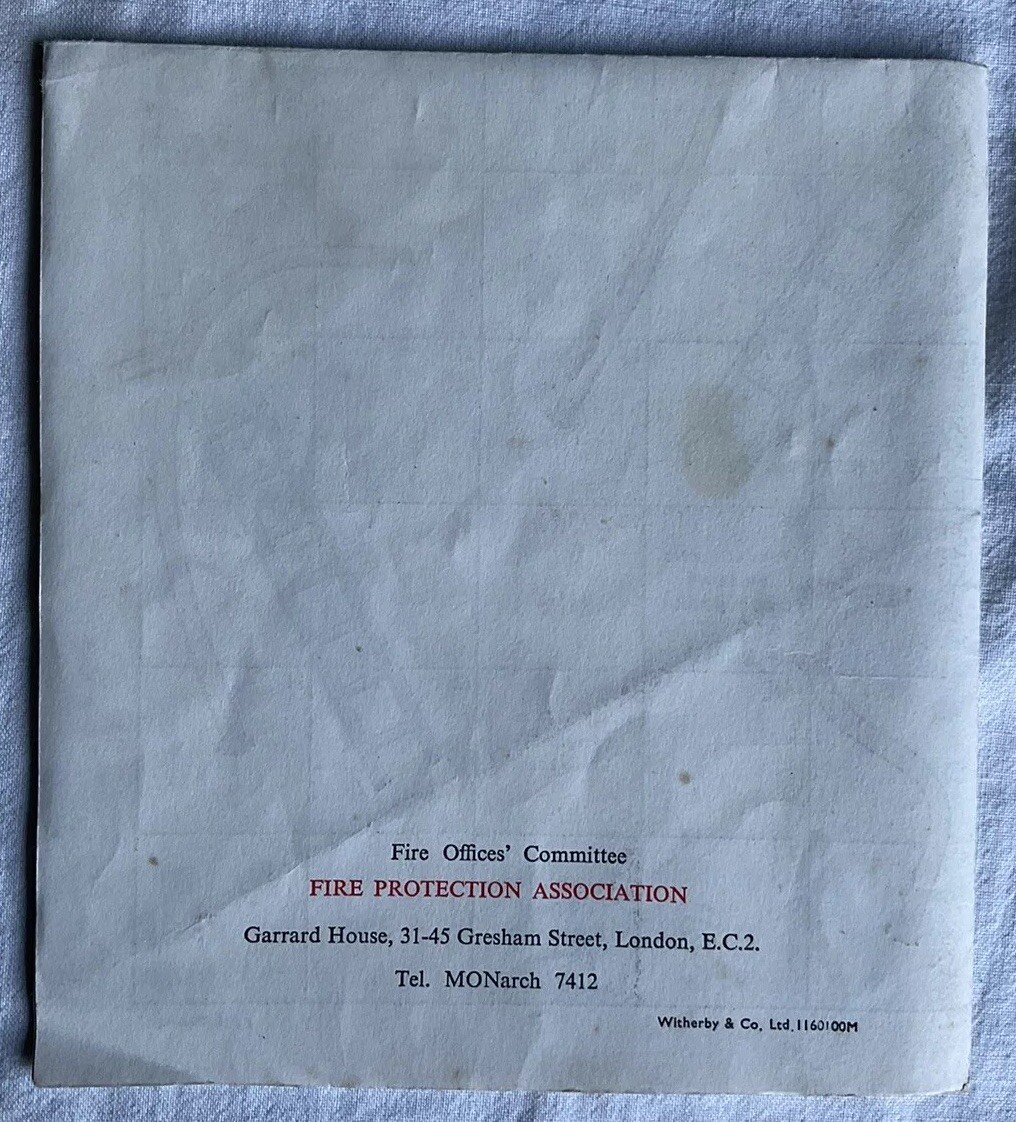 Fire Offices’ Committee
FIRE PROTECTION ASSOCIATION
Garrard House, 31-45 Gresham Street, London, E.C.2.
Tel. MONarch 7412
Witherby & Co. Ltd. 1160100M